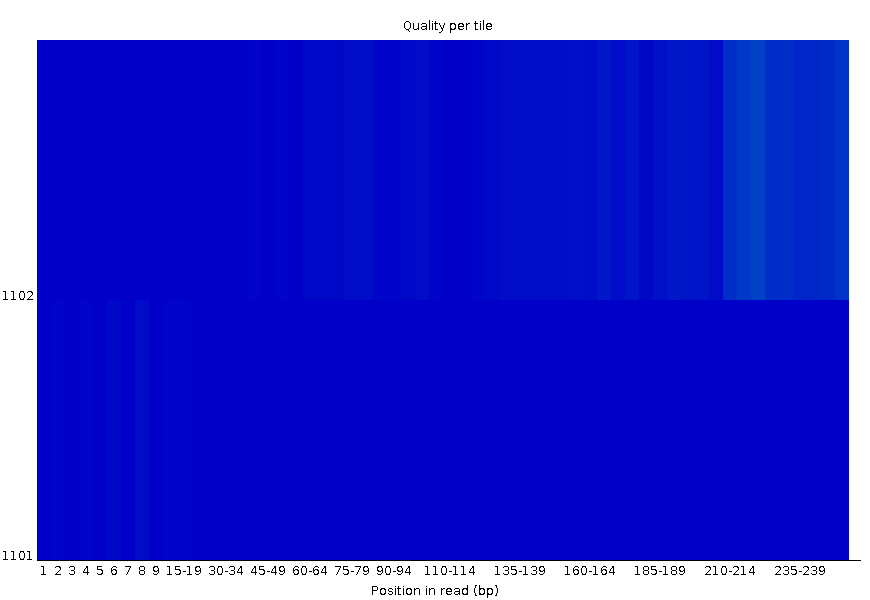 Quality per tile
1102
1101
1 2 3 4 5 6 7 8 9 15-19 30-34 45-49 60-64 75-79 90-94 110-114 135-139 160-164 185-189 210-214 235-239
Position in read (bp)